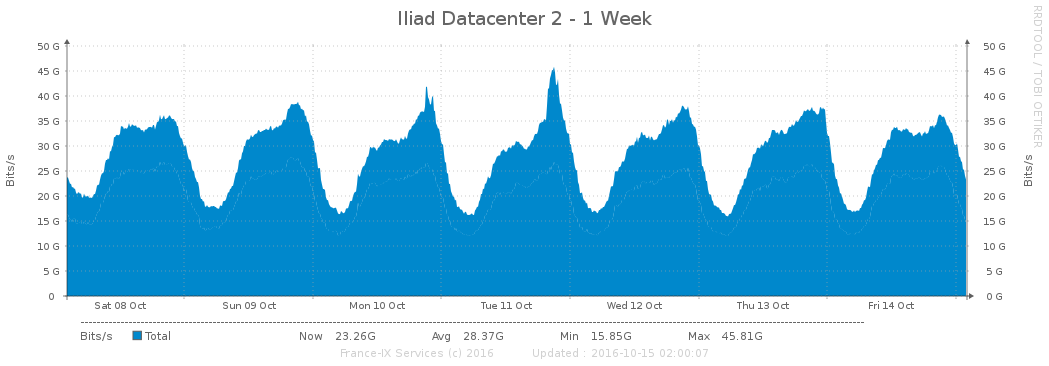 Iliad Datacenter 2 - 1 Week
RRDTOOL / TOBI OETIKER
Bits/s
50 G 50 G
45 G 45 G
40 G 40 G
35 G 35 G
30 G 30 G
25 G 25 G
20 G 20 G
15 G 15 G
10 G 10 G
5 G 5 G
0 0 G
Bits/s
Sat 08 Oct Sun 09 Oct Mon 10 Oct Tue 11 Oct Wed 12 Oct Thu 13 Oct Fri 14 Oct
Bits/s Total Now 23.26G Avg 28.37G Min 15.85G Max 45.81G
France-IX Services (c) 2016 Updated : 2016-10-15 02:00:07